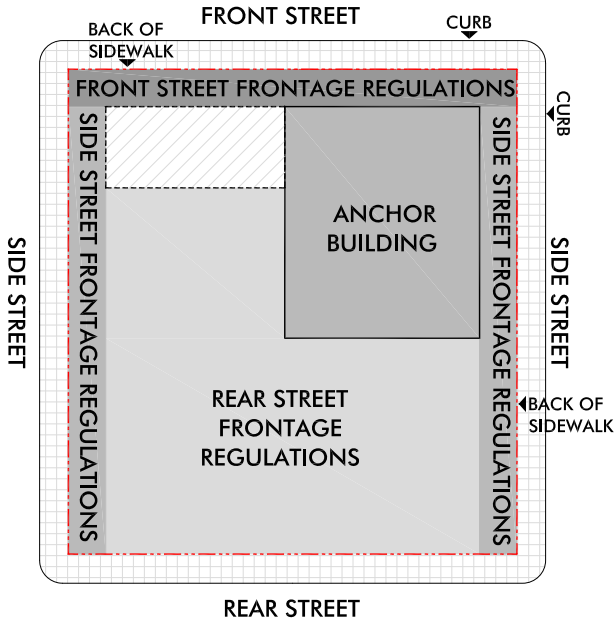 FRONT STREET
BACK OF
SIDEWALK
CURB
FRONT STREET FRONTAGE REGULATIONS
CURB
SIDE STREET FRONTAGE REGULATIONS
SIDE STREET FRONTAGE REGULATIONS
ANCHOR
BUILDING
SIDE STREET
SIDE STREET
REAR STREET
FRONTAGE
REGULATIONS
BACK OF
SIDEWALK
REAR STREET